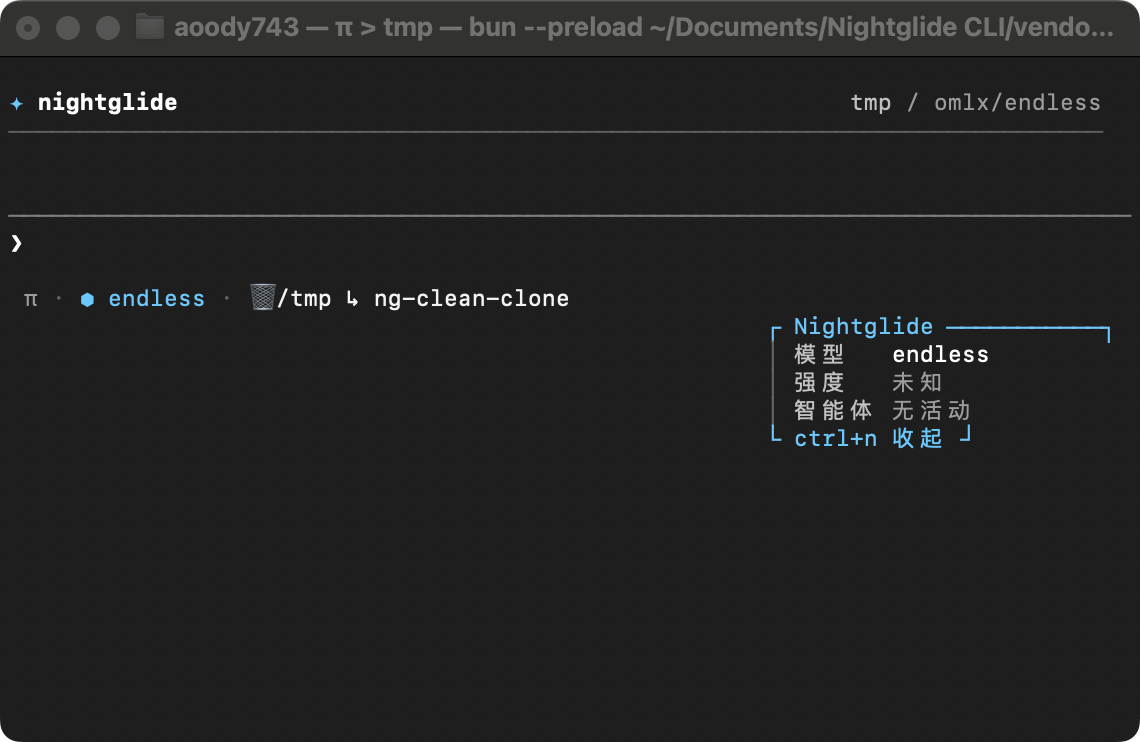 aoody743 — π > tmp — bun --preload ~/Documents/Nightglide CLI/vendo...
✦ nightglide tmp / omlx/endless
❯
π · ⬢ endless · 🗑/tmp ↳ ng-clean-clone
Nightglide
模型 endless
强度 未知
智能体 无活动
ctrl+n 收起